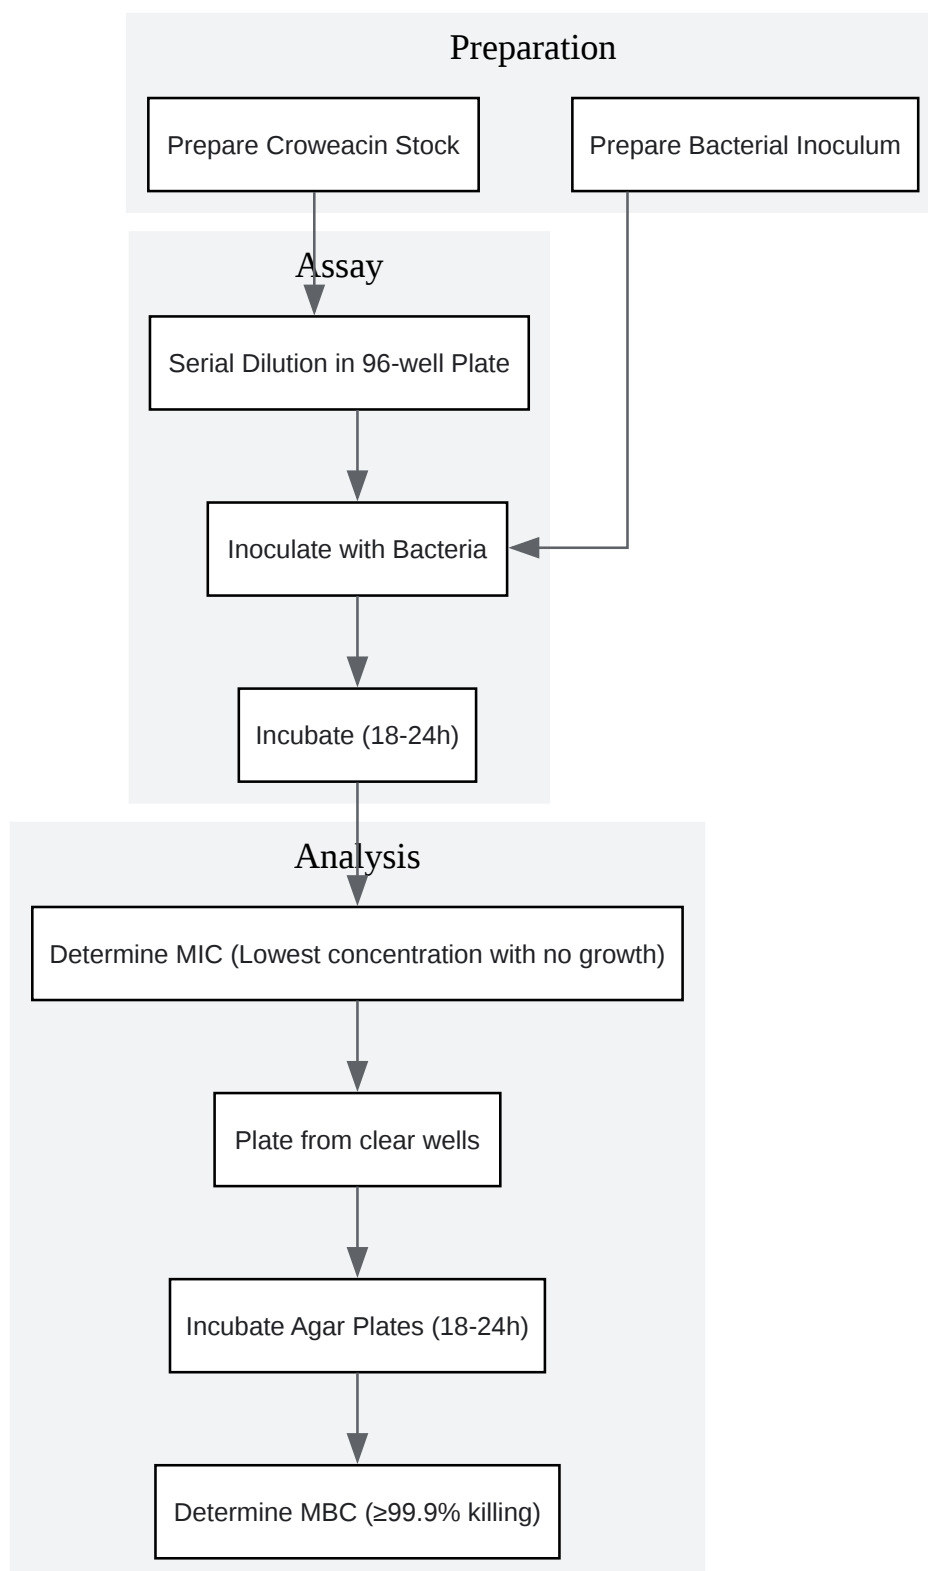 Preparation
Prepare Croweacin Stock
Prepare Bacterial Inoculum
Assay
Serial Dilution in 96-well Plate
Inoculate with Bacteria
Incubate (18-24h)
Analysis
Determine MIC (Lowest concentration with no growth)
Plate from clear wells
Incubate Agar Plates (18-24h)
Determine MBC (≥99.9% killing)